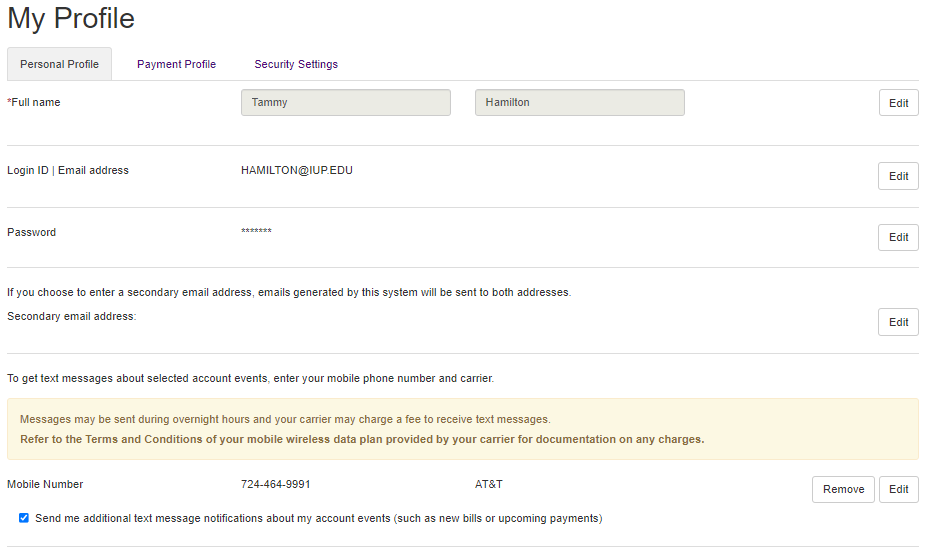 My Profile
Personal Profile Payment Profile Security Settings
*Full name Tammy Hamilton Edit
Login ID | Email address HAMILTON@IUP.EDU Edit
Password ******* Edit
If you choose to enter a secondary email address, emails generated by this system will be sent to both addresses.
Secondary email address: Edit
To get text messages about selected account events, enter your mobile phone number and carrier.
Messages may be sent during overnight hours and your carrier may charge a fee to receive text messages.
Refer to the Terms and Conditions of your mobile wireless data plan provided by your carrier for documentation on any charges.
Mobile Number 724-464-9991 AT&T Remove Edit
Send me additional text message notifications about my account events (such as new bills or upcoming payments)